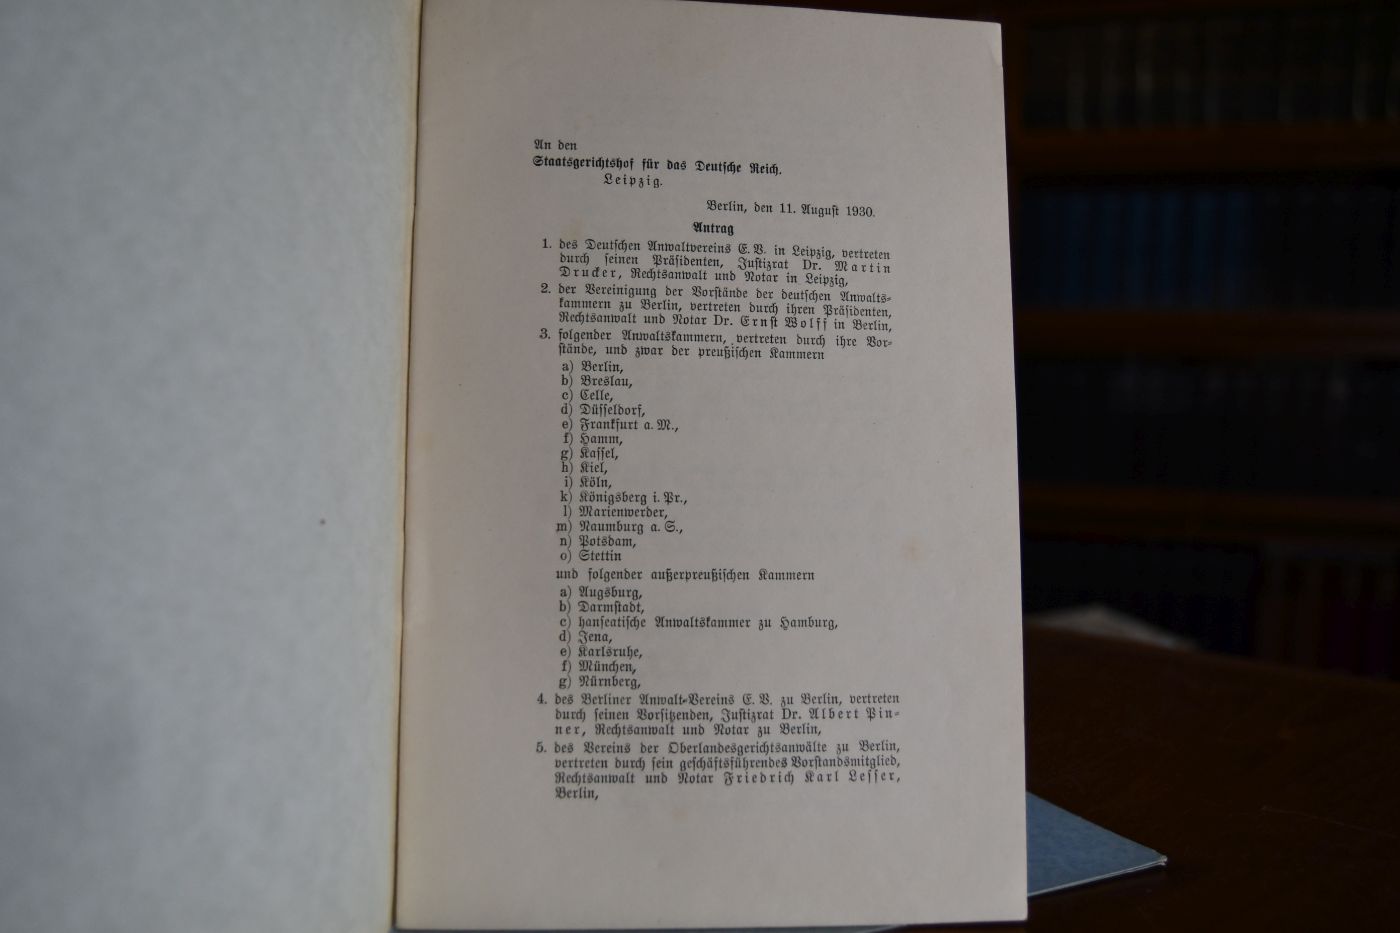 An den
Staatsgerichtshof für das Deutsche Reich.
Leipzig.
Berlin, den 11. August 1930.
Antrag
1. des Deutschen Anwaltvereins E. V. in Leipzig, vertreten
durch seinen Präsidenten, Justizrat Dr. Martin
Drucker, Rechtsanwalt und Notar in Leipzig,
2. der Vereinigung der Vorstände der deutschen Anwalts-
kammern zu Berlin, vertreten durch ihren Präsidenten,
Rechtsanwalt und Notar Dr. Ernst Wolff in Berlin,
3. folgender Anwaltskammern, vertreten durch ihre Vor-
stände, und zwar der preußischen Kammern
a) Berlin,
b) Breslau,
c) Celle,
d) Düsseldorf,
e) Frankfurt a. M.,
f) Hamm,
g) Kassel,
h) Kiel,
i) Köln,
k) Königsberg i. Pr.,
l) Marienwerder,
m) Naumburg a. S.,
n) Potsdam,
o) Stettin
und folgender außerpreußischen Kammern
a) Augsburg,
b) Darmstadt,
c) hanseatische Anwaltskammer zu Hamburg,
d) Jena,
e) Karlsruhe,
f) München,
g) Nürnberg,
4. des Berliner Anwalt-Vereins E. V. zu Berlin, vertreten
durch seinen Vorsitzenden, Justizrat Dr. Albert Pin-
ner, Rechtsanwalt und Notar zu Berlin,
5. des Vereins der Oberlandesgerichtsanwälte zu Berlin,
vertreten durch sein geschäftsführendes Vorstandsmitglied,
Rechtsanwalt und Notar Friedrich Karl Lesser,
Berlin,